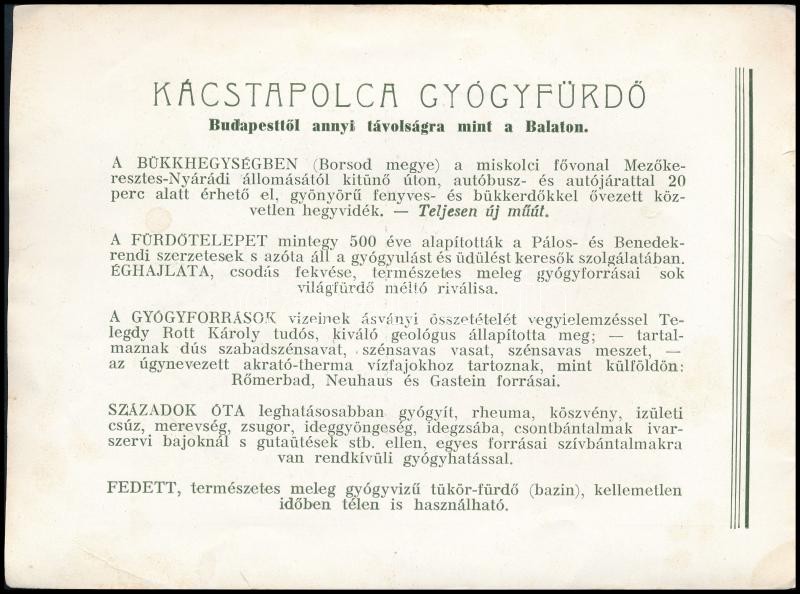 KÁCSTAPOLCA GYÓGYFÜRDŐ
Budapesttől annyi távolságra mint a Balaton.
A BÜKKHEGYSÉGBEN (Borsod megye) a miskolci fővonal Mezőke-
resztes-Nyárádi állomásától kitünő úton, autóbusz- és autójárattal 20
perc alatt érhető el, gyönyörű fenyves- és bükkerdőkkel övezett köz-
vetlen hegyvidék. — Teljesen új műút.
A FÜRDŐTELEPET mintegy 500 éve alapították a Pálos- és Benedek-
rendi szerzetesek s azóta áll a gyógyulást és üdülést keresők szolgálatában.
ÉGHAJLATA, csodás fekvése, természetes meleg gyógyforrásai sok
világfürdő méltó riválisa.
A GYÓGYFORRÁSOK vizeinek ásványi összetételét vegyielemzéssel Te-
legdy Rott Károly tudós, kiváló geológus állapította meg; — tartal-
maznak dús szabadszénsavat, szénsavas vasat, szénsavas meszet, —
az úgynevezett akrató-therma vízfajokhoz tartoznak, mint külföldön:
Rőmerbad, Neuhaus és Gastein forrásai.
SZÁZADOK ÓTA leghatásosabban gyógyít, rheuma, köszvény, izületi
csúz, merevség, zsugor, ideggyöngeség, idegzsába, csontbántalmak ivar-
szervi bajoknál s gutaütések stb. ellen, egyes forrásai szívbántalmakra
van rendkívüli gyógyhatással.
FEDETT, természetes meleg gyógyvizű tükör-fürdő (bazin), kellemetlen
időben télen is használható.